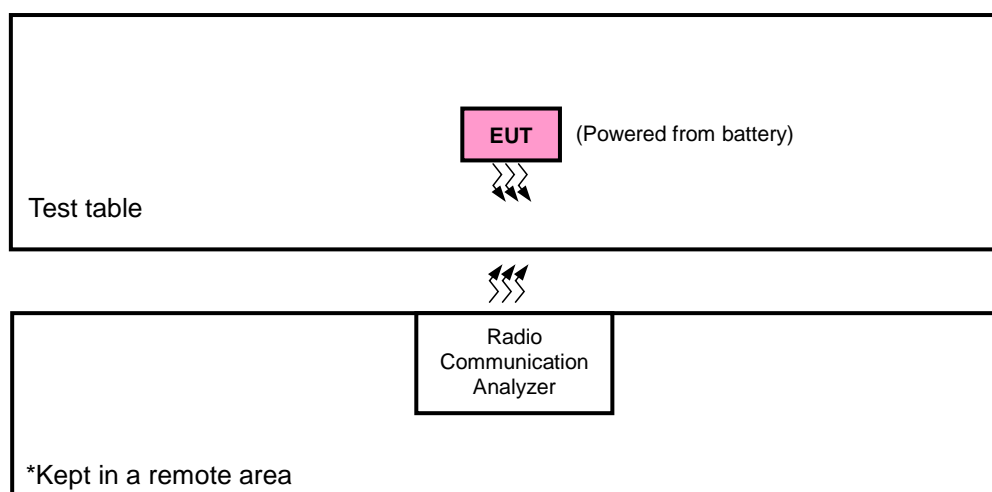 EUT (Powered from battery)
Test table
Radio
Communication
Analyzer
*Kept in a remote area